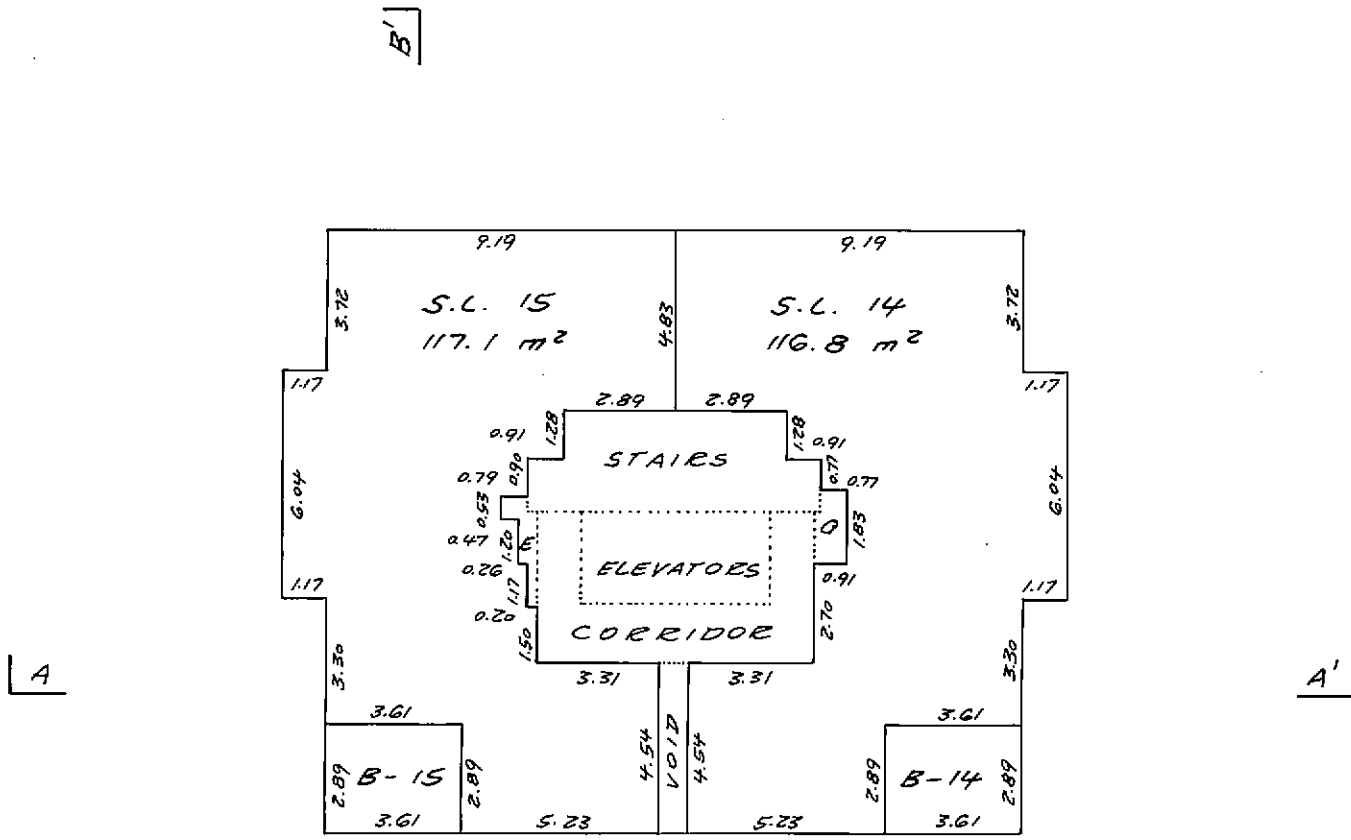 B'
9.19 9.19
3.72 S.L. 15 4.83 S.L. 14 3.72
117.1 m² 116.8 m²
1.17 1.17
2.89 2.89
0.91 1.28 1.28 0.91
STAIRS
0.79 0.90 0.77 0.77
6.04 0.53 1.83 6.04
0.47 1.20 E
0.26 ELEVATORS 0.91
1.17 1.17 1.17
0.20 2.70
1.50 CORRIDOR
3.30 3.31 3.31 3.30
A A'
3.61 3.61
4.54 VOID 4.54
2.89 B-15 2.89 2.89 B-14 2.89
3.61 5.23 5.23 3.61